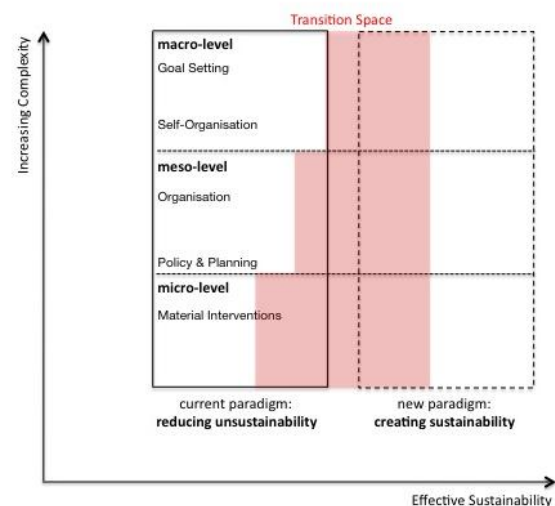 Transition Space
Increasing Complexity
macro-level
Goal Setting
Self-Organisation
meso-level
Organisation
Policy & Planning
micro-level
Material Interventions
current paradigm:
reducing unsustainability
new paradigm:
creating sustainability
Effective Sustainability